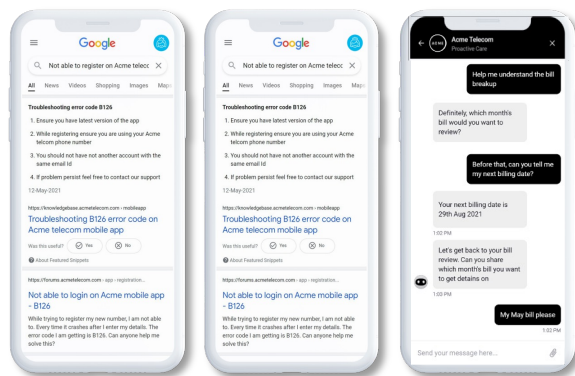 Google
Not able to register on Acme telecc
All News Videos Shopping Images Maps
Troubleshooting error code B126
1. Ensure you have latest version of the app
2. While registering ensure you are using your Acme
telcom phone number
3. You should not have not another account with the
same email Id
4. If problem persist feel free to contact our support
12-May-2021
https://knowledgebase.acmetelecom.com › mobileapp
Troubleshooting B126 error code on
Acme telecom mobile app
Was this useful? Yes No
About Featured Snippets
https://forums.acmetelecom.com › app › registration...
Not able to login on Acme mobile app
- B126
While trying to register my new number, I am not able
to. Every time it crashes after I enter my details. The
error code I am getting is B126. Can anyone help me
solve this?
Google
Not able to register on Acme telecc
All News Videos Shopping Images Maps
Troubleshooting error code B126
1. Ensure you have latest version of the app
2. While registering ensure you are using your Acme
telcom phone number
3. You should not have not another account with the
same email Id
4. If problem persist feel free to contact our support
12-May-2021
https://knowledgebase.acmetelecom.com › mobileapp
Troubleshooting B126 error code on
Acme telecom mobile app
Was this useful? Yes No
About Featured Snippets
https://forums.acmetelecom.com › app › registration...
Not able to login on Acme mobile app
- B126
While trying to register my new number, I am not able
to. Every time it crashes after I enter my details. The
error code I am getting is B126. Can anyone help me
solve this?
ACME
Acme Telecom
Proactive Care
Help me understand the bill
breakup
Definitely, which month's
bill would you want to
review?
Before that, can you tell me
my next billing date?
Your next billing date is
29th Aug 2021
1:02 PM
Let's get back to your bill
review. Can you share
which month's bill you want
to get detains on
1:03 PM
My May bill please
1:02 PM
Send your message here...